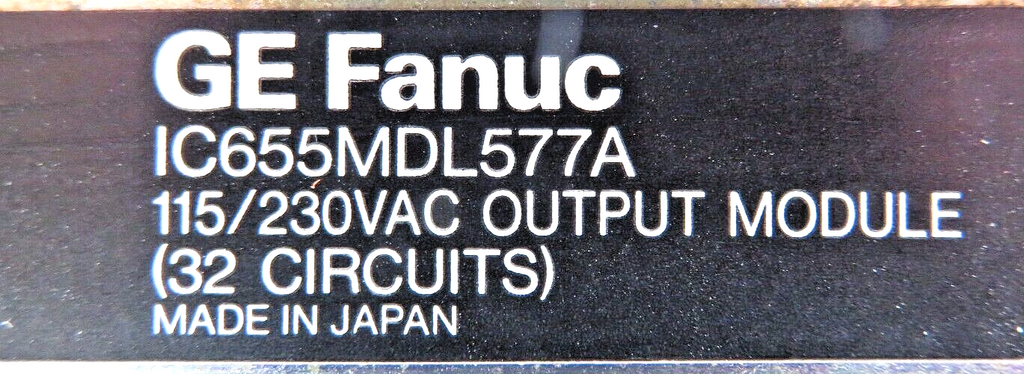 GE Fanuc
IC655MDL577A
115/230VAC OUTPUT MODULE
(32 CIRCUITS)
MADE IN JAPAN